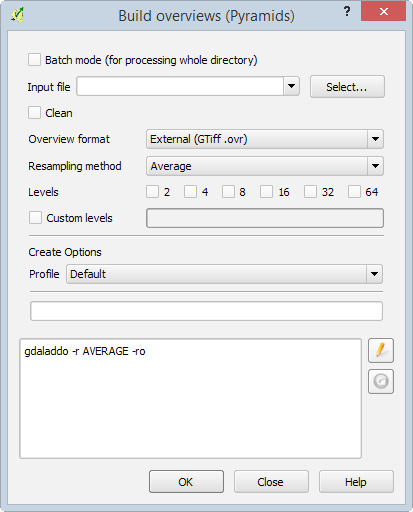 Build overviews (Pyramids)
?
Batch mode (for processing whole directory)
Input file
Select...
Clean
Overview format External (GTiff .ovr)
Resampling method Average
Levels 2 4 8 16 32 64
Custom levels
Create Options
Profile Default
gdaladdo -r AVERAGE -ro
OK Close Help